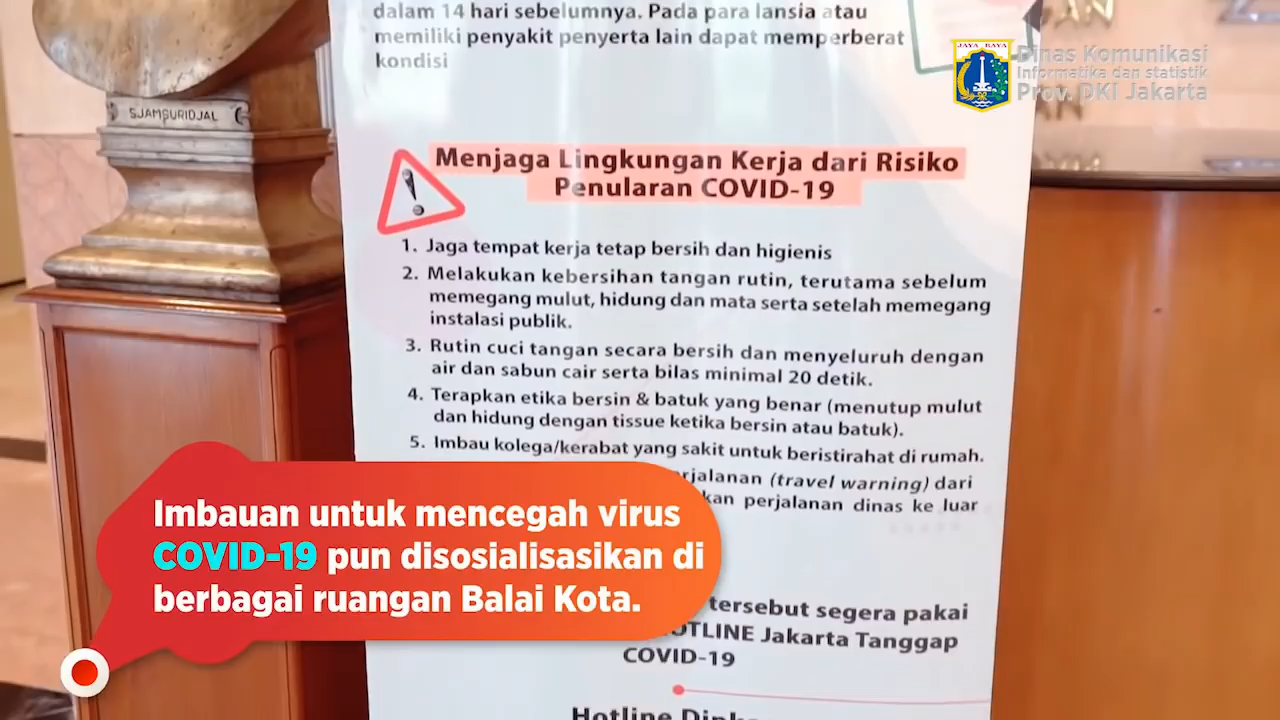 dalam 14 hari sebelumnya. Pada para lansia atau
memiliki penyakit penyerta lain dapat memperberat
kondisi
JAYA RAYA
Dinas Komunikasi
Informatika dan statistik
Prov. DKI Jakarta
SJAMSURIDJAL
Menjaga Lingkungan Kerja dari Risiko
Penularan COVID-19
1. Jaga tempat kerja tetap bersih dan higienis
2. Melakukan kebersihan tangan rutin, terutama sebelum
memegang mulut, hidung dan mata serta setelah memegang
instalasi publik.
3. Rutin cuci tangan secara bersih dan menyeluruh dengan
air dan sabun cair serta bilas minimal 20 detik.
4. Terapkan etika bersin & batuk yang benar (menutup mulut
dan hidung dengan tissue ketika bersin atau batuk).
5. Imbau kolega/kerabat yang sakit untuk beristirahat di rumah.
(travel warning) dari
perjalanan dinas ke luar
Imbauan untuk mencegah virus
COVID-19 pun disosialisasikan di
berbagai ruangan Balai Kota.
tersebut segera pakai
Jakarta Tanggap
COVID-19
Hotline